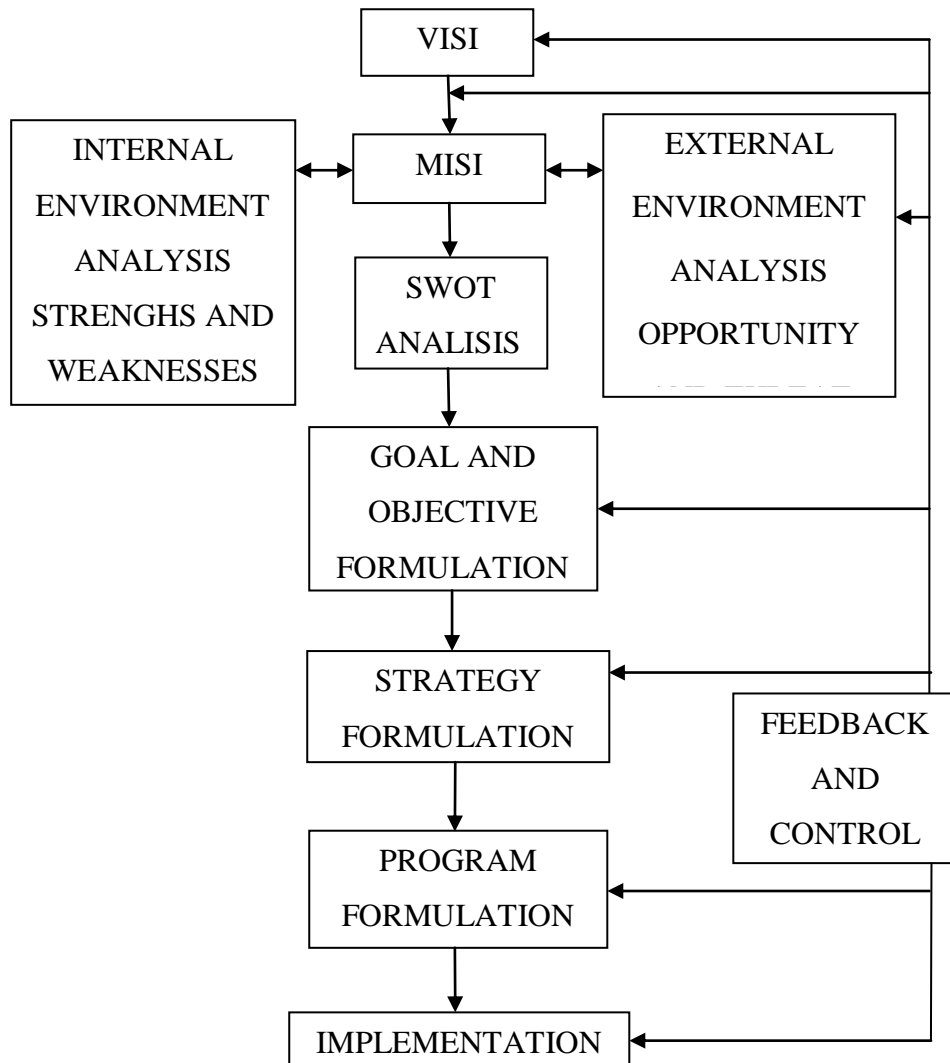 VISI
MISI
INTERNAL
ENVIRONMENT
ANALYSIS
STRENGHS AND
WEAKNESSES
EXTERNAL
ENVIRONMENT
ANALYSIS
OPPORTUNITY
SWOT
ANALISIS
GOAL AND
OBJECTIVE
FORMULATION
STRATEGY
FORMULATION
FEEDBACK
AND
CONTROL
PROGRAM
FORMULATION
IMPLEMENTATION